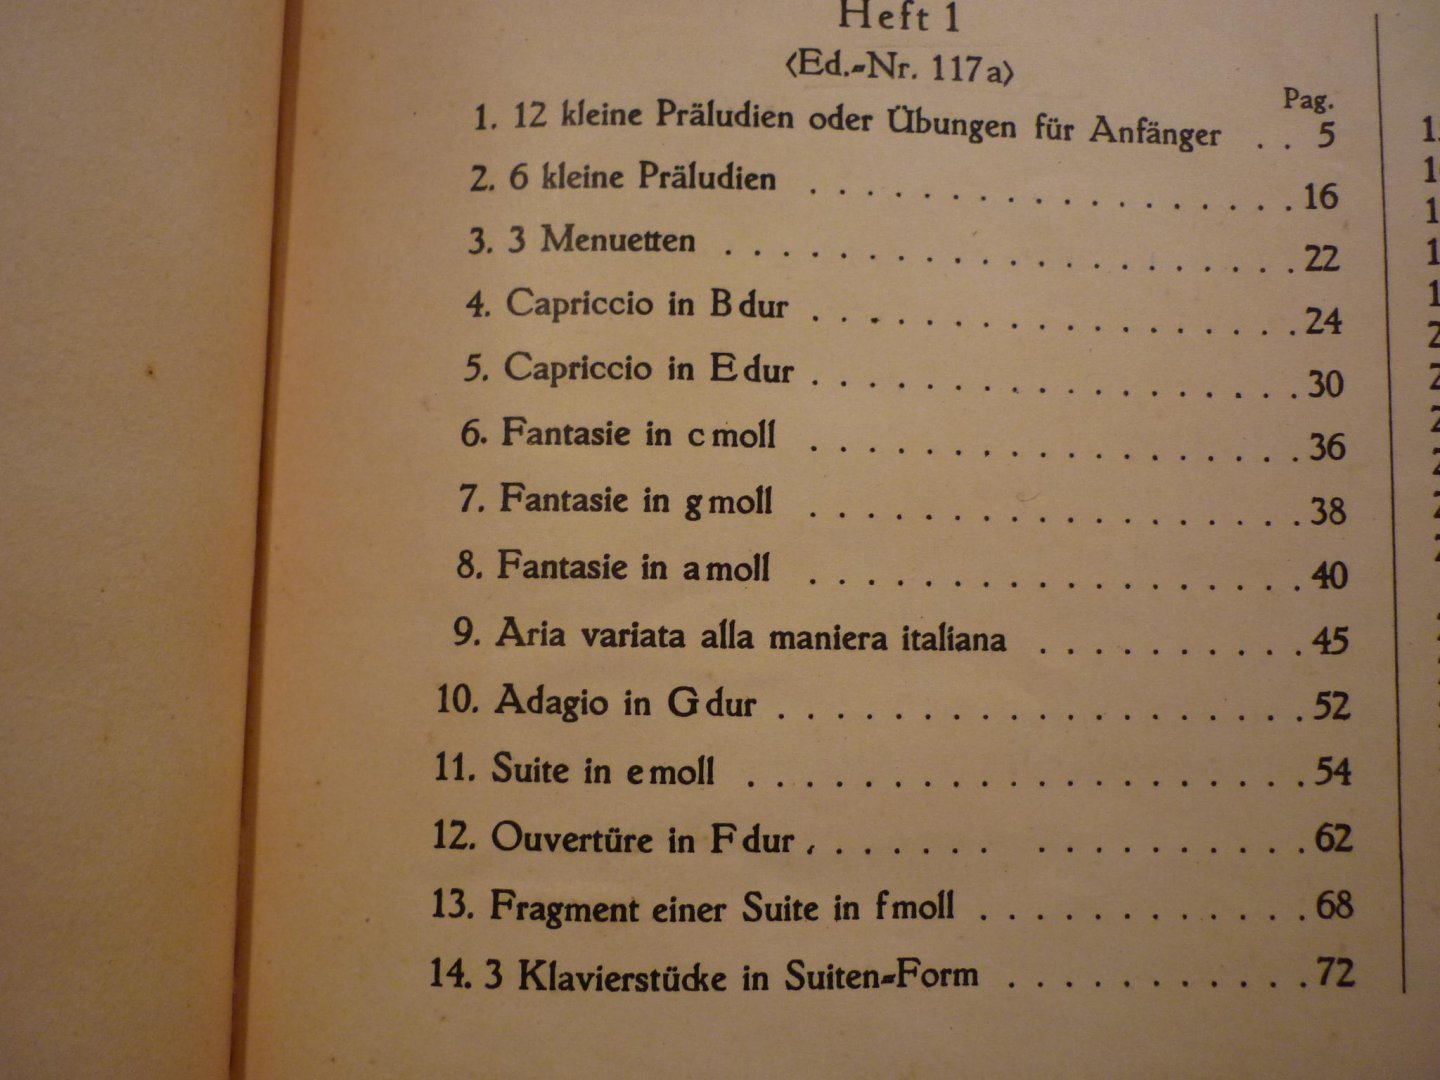 Heft 1
(Ed.-Nr. 117a)
Pag.
1. 12 kleine Präludien oder Übungen für Anfänger . . 5
2. 6 kleine Präludien . . . . . . . . . . . . . . . . . 16
3. 3 Menuetten . . . . . . . . . . . . . . . . . . . . 22
4. Capriccio in B dur . . . . . . . . . . . . . . . . . 24
5. Capriccio in E dur . . . . . . . . . . . . . . . . . 30
6. Fantasie in c moll . . . . . . . . . . . . . . . . . 36
7. Fantasie in g moll . . . . . . . . . . . . . . . . . 38
8. Fantasie in a moll . . . . . . . . . . . . . . . . . 40
9. Aria variata alla maniera italiana . . . . . . . . . . 45
10. Adagio in G dur . . . . . . . . . . . . . . . . . . . 52
11. Suite in e moll . . . . . . . . . . . . . . . . . . . . 54
12. Ouvertüre in F dur . . . . . . . . . . . . . . . . . 62
13. Fragment einer Suite in f moll . . . . . . . . . . . . 68
14. 3 Klavierstücke in Suiten-Form . . . . . . . . . . . 72